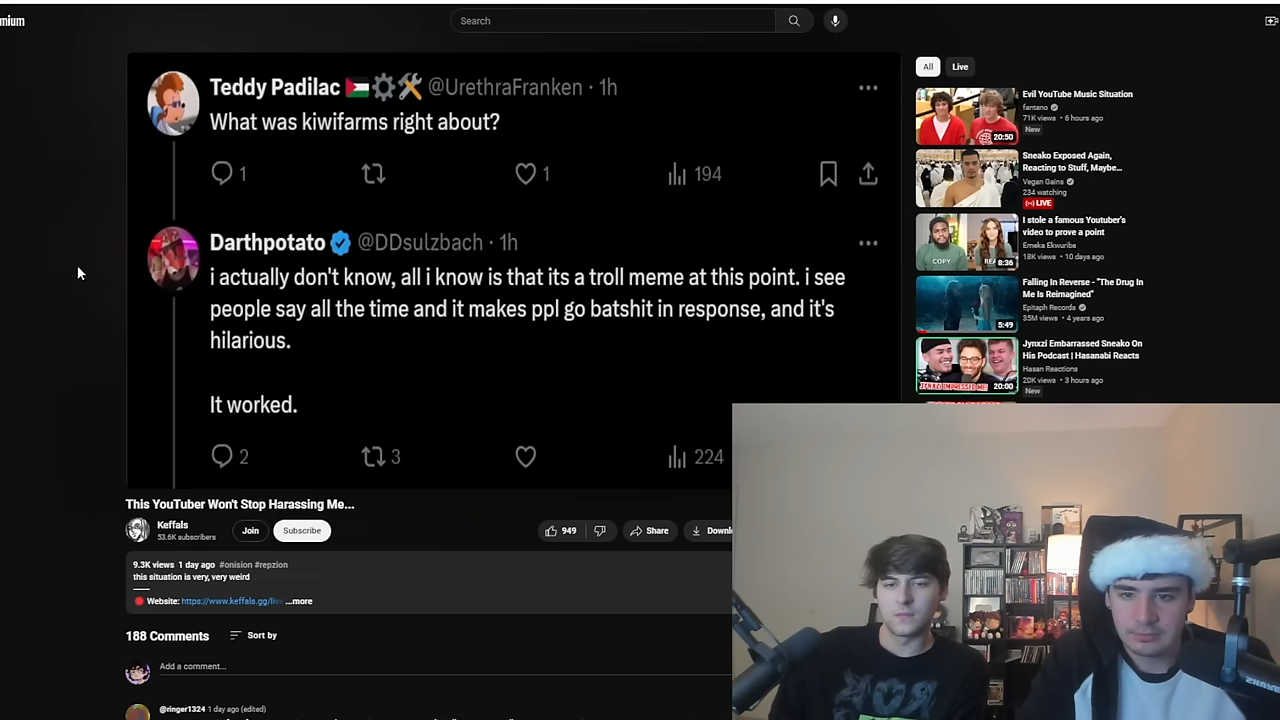 mium
Search
Teddy Padilac @UrethraFranken · 1h
What was kiwifarms right about?
1
1
194
Darthpotato @DDsulzbach · 1h
i actually don't know, all i know is that its a troll meme at this point. i see
people say all the time and it makes ppl go batshit in response, and it's
hilarious.
It worked.
2
3
224
This YouTuber Won't Stop Harassing Me...
Keffals
53.6K subscribers
Join
Subscribe
949
Share
Downl
9.3K views 1 day ago #onision #repzion
this situation is very, very weird
Website: https://www.keffals.gg/liv ...more
188 Comments
Sort by
Add a comment...
@ringer1324 1 day ago (edited)
All
Live
Evil YouTube Music Situation
fantano
71K views • 6 hours ago
New
20:50
Sneako Exposed Again,
Reacting to Stuff, Maybe...
Vegan Gains
234 watching
LIVE
I stole a famous Youtuber's
video to prove a point
Emeka Ekwuribe
18K views • 10 days ago
COPY
8:36
Falling In Reverse - "The Drug In
Me Is Reimagined"
Epitaph Records
35M views • 4 years ago
5:49
Jynxzi Embarrassed Sneako On
His Podcast | Hasanabi Reacts
Hasan Reactions
20K views • 3 hours ago
New
JYNXZI IMPRESSED ME!
20:00